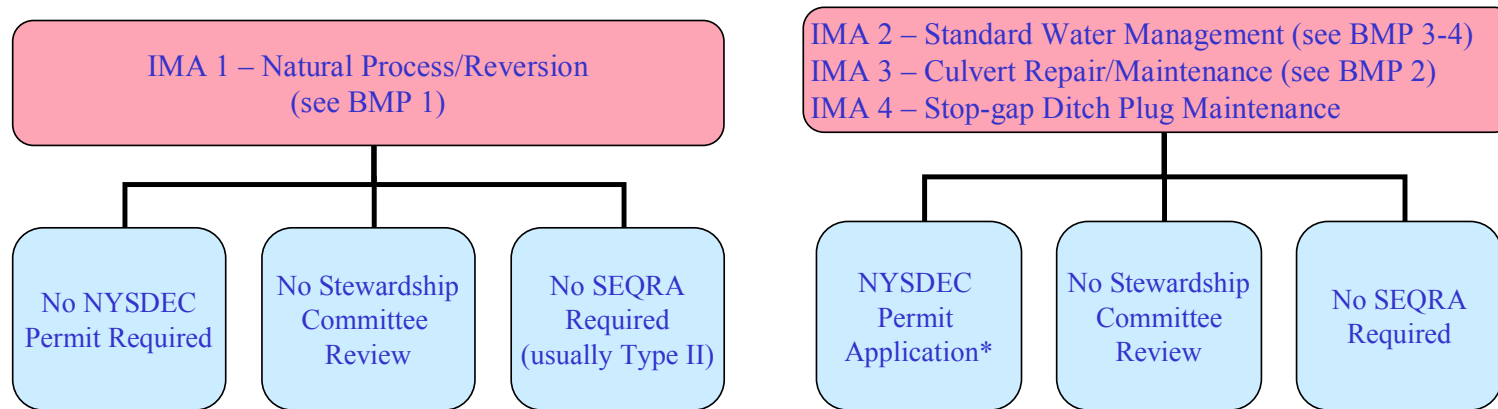 IMA 1 – Natural Process/Reversion
(see BMP 1)
No NYSDEC
Permit Required
No Stewardship
Committee
Review
No SEQRA
Required
(usually Type II)
IMA 2 – Standard Water Management (see BMP 3-4)
IMA 3 – Culvert Repair/Maintenance (see BMP 2)
IMA 4 – Stop-gap Ditch Plug Maintenance
NYSDEC
Permit
Application*
No Stewardship
Committee
Review
No SEQRA
Required